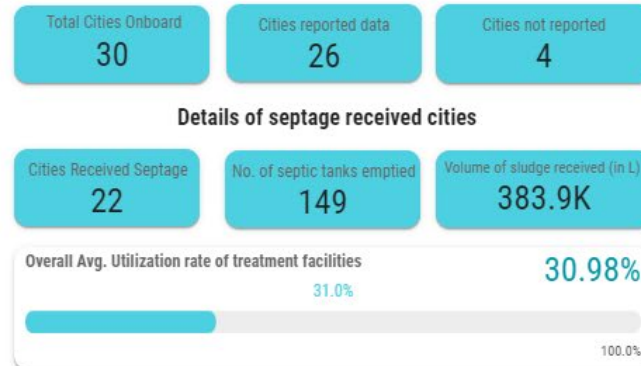 Total Cities Onboard
30
Cities reported data
26
Cities not reported
4
Details of septage received cities
Cities Received Septage
22
No. of septic tanks emptied
149
Volume of sludge received (in L)
383.9K
Overall Avg. Utilization rate of treatment facilities
30.98%
31.0%
100.0%